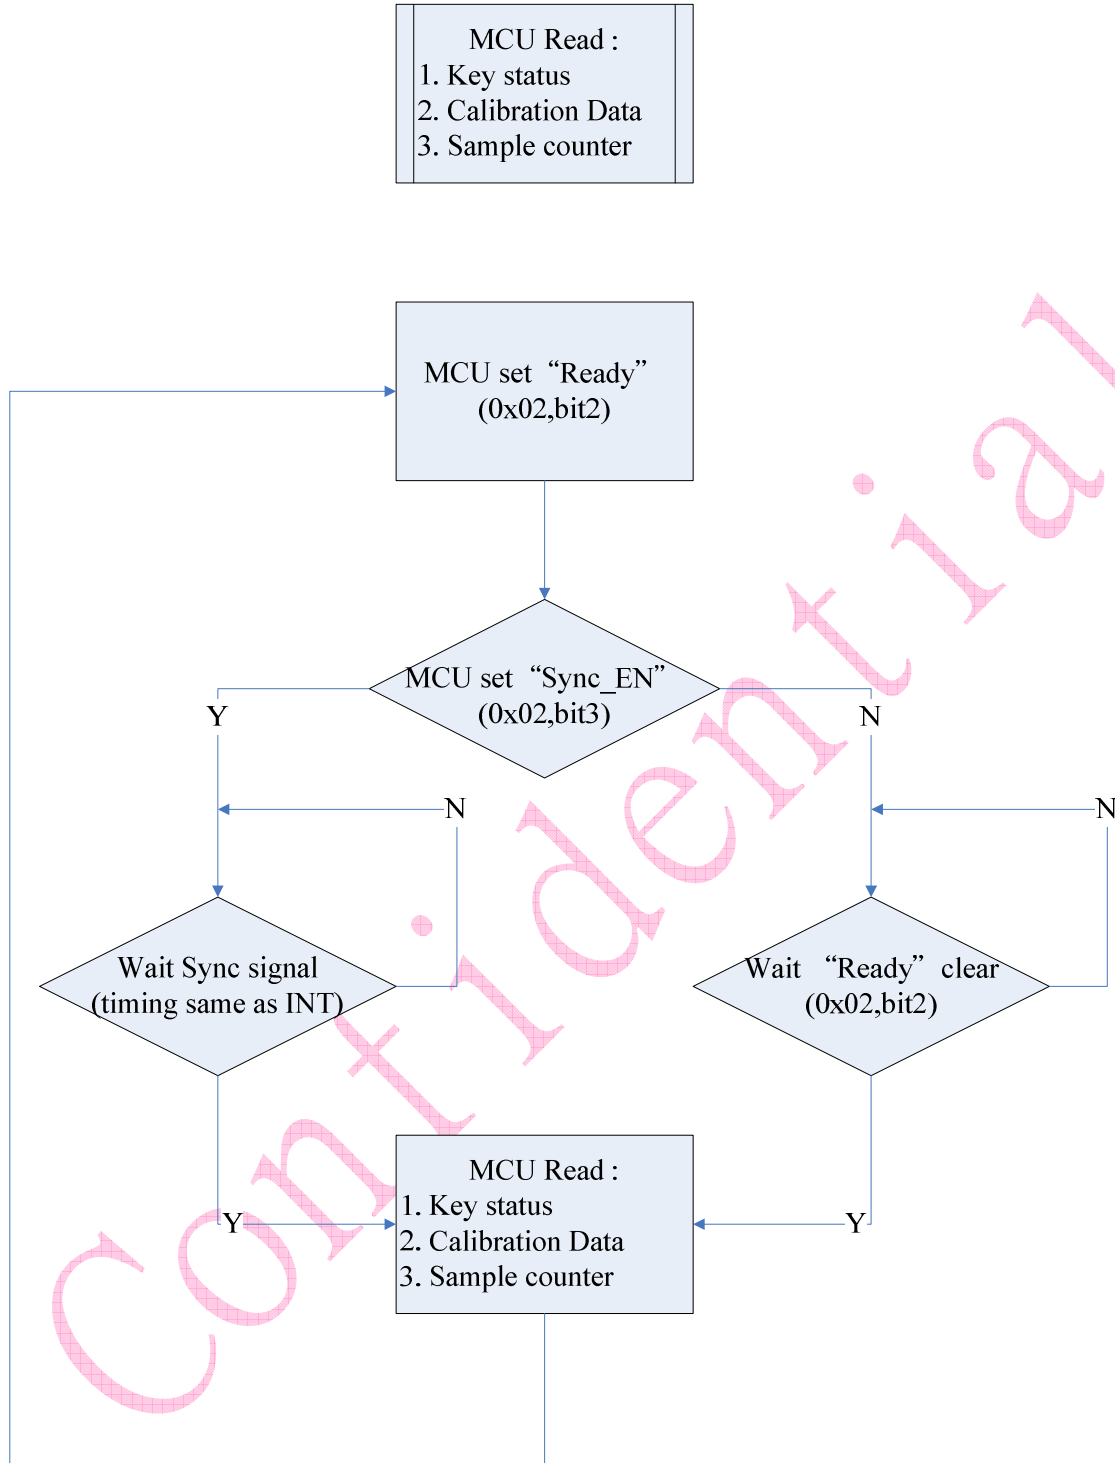 MCU Read :
1. Key status
2. Calibration Data
3. Sample counter
MCU set “Ready”
(0x02,bit2)
MCU set “Sync_EN”
(0x02,bit3)
Y
N
N
N
Wait Sync signal
(timing same as INT)
Wait “Ready” clear
(0x02,bit2)
MCU Read :
1. Key status
2. Calibration Data
3. Sample counter
Y
Y
Confidential